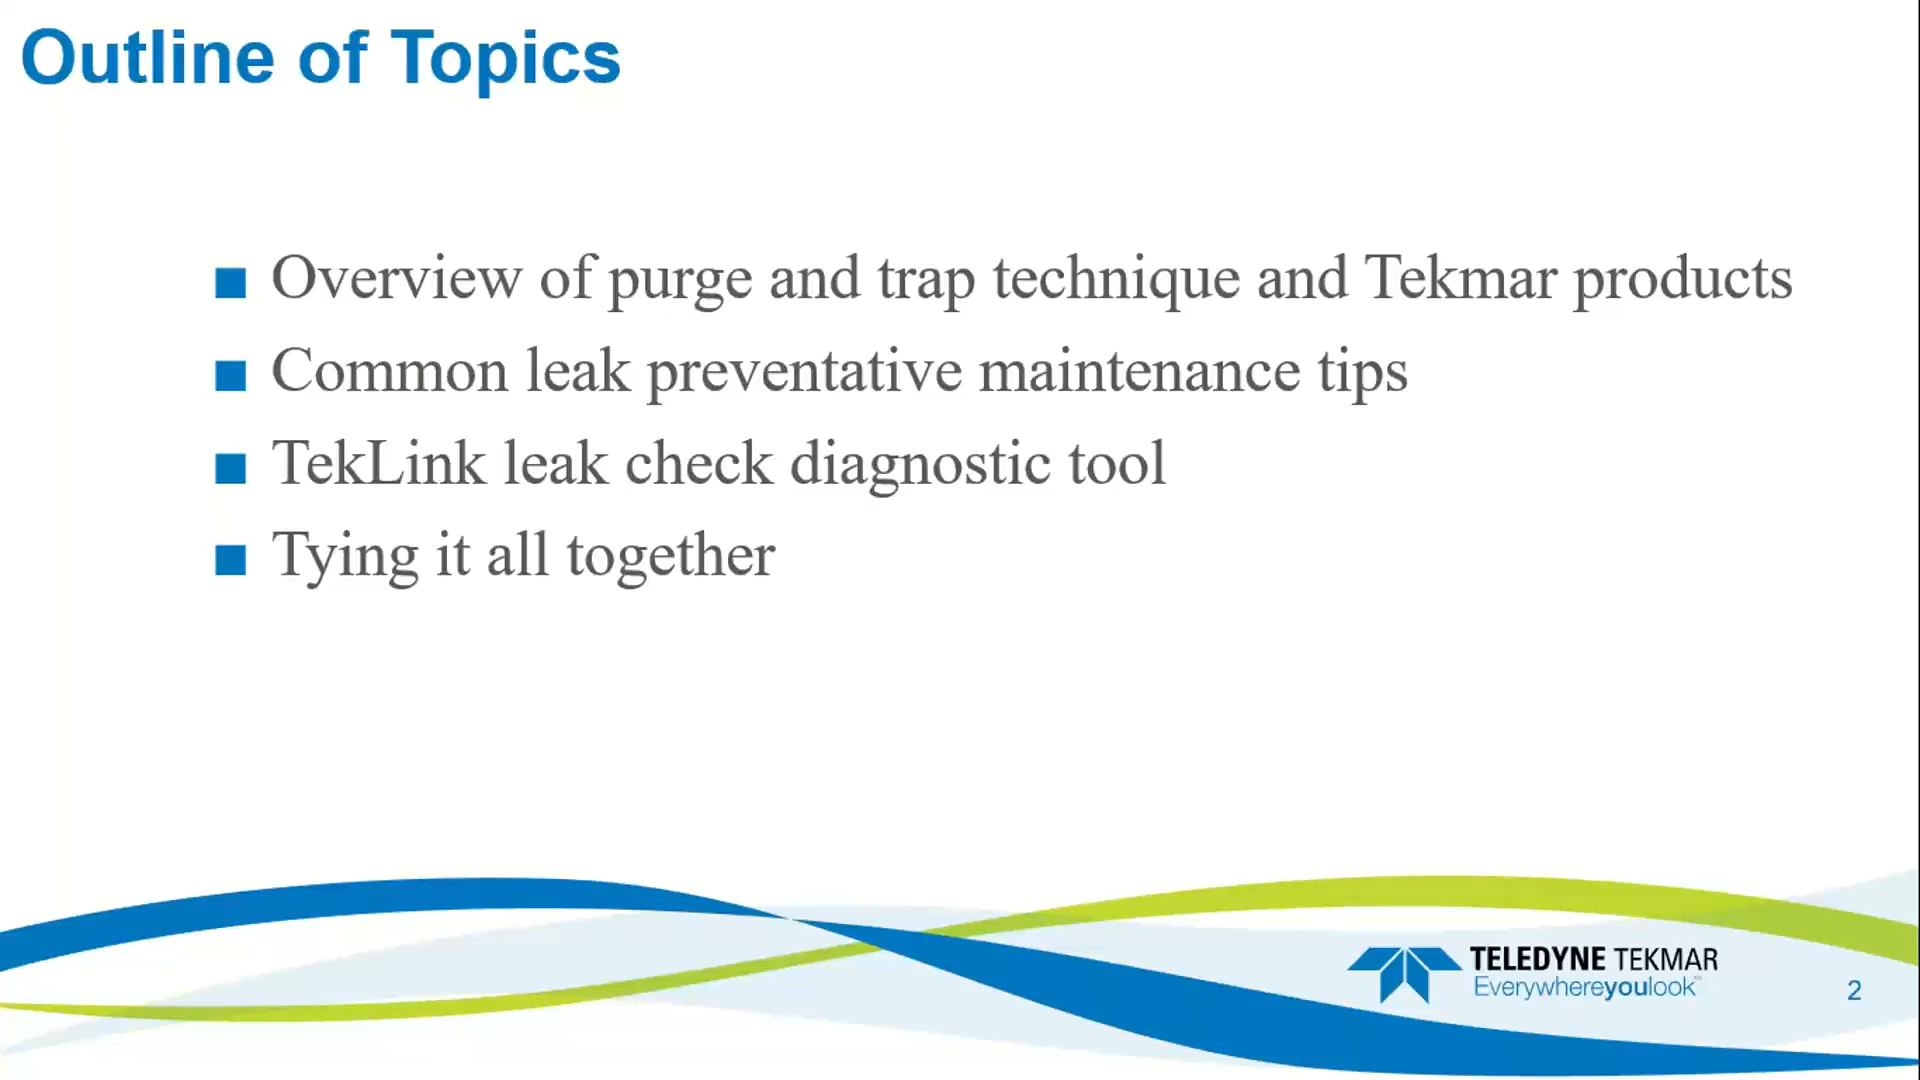 Outline of Topics
Overview of purge and trap technique and Tekmar products
Common leak preventative maintenance tips
TekLink leak check diagnostic tool
Tying it all together
TELEDYNE TEKMAR
Everywhereyoulook™
2